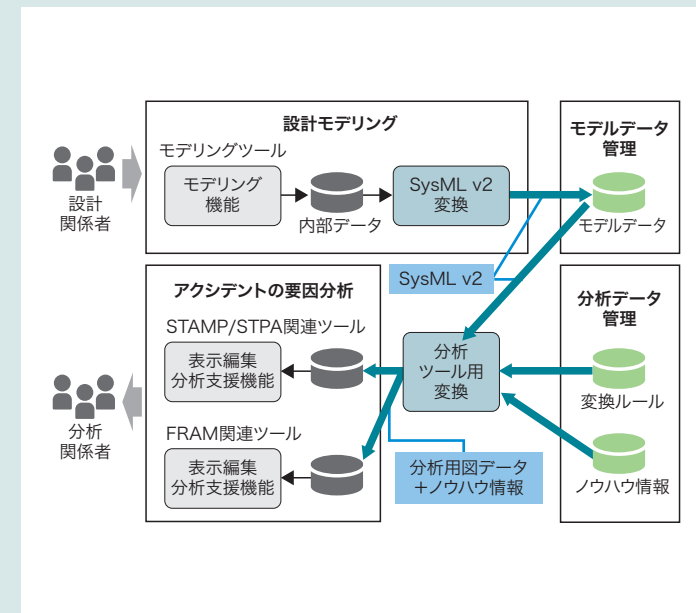 設計モデリング
モデリングツール
モデリング
機能
内部データ
SysML v2
変換
設計
関係者
モデルデータ
管理
モデルデータ
SysML v2
アクシデントの要因分析
STAMP/STPA関連ツール
表示編集
分析支援機能
FRAM関連ツール
表示編集
分析支援機能
分析
関係者
分析
ツール用
変換
分析用図データ
+ノウハウ情報
分析データ
管理
変換ルール
ノウハウ情報